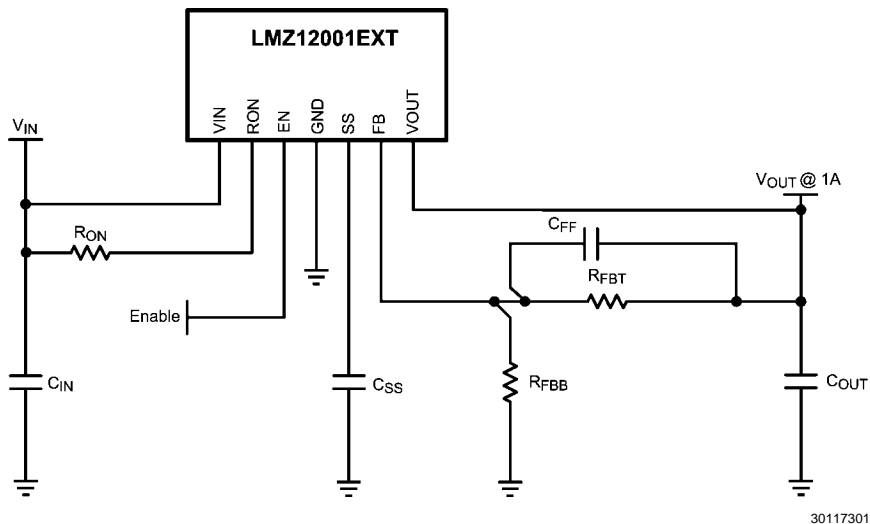 LMZ12001EXT
VIN
RON
EN
GND
SS
FB
VOUT
VIN
VOUT @ 1A
RON
CFF
RFBT
Enable
CIN
CSS
RFBB
COUT
30117301